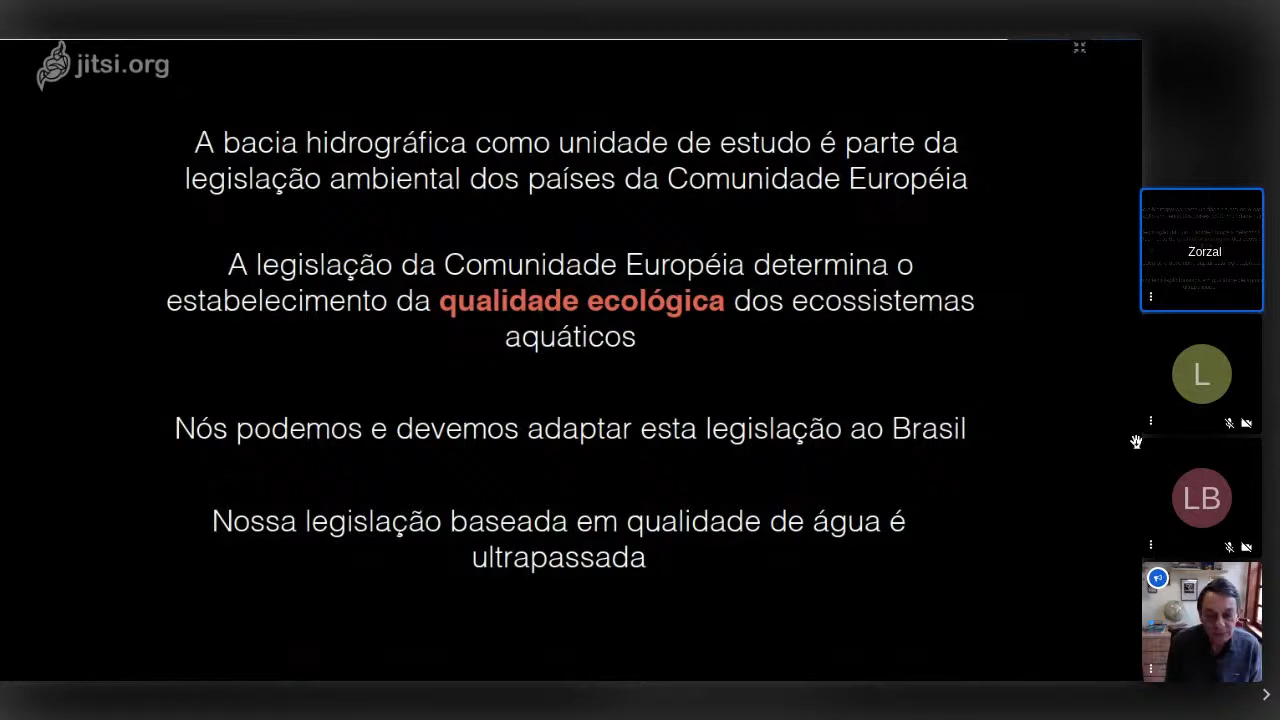 jitsi.org
A bacia hidrográfica como unidade de estudo é parte da
legislação ambiental dos países da Comunidade Européia
A legislação da Comunidade Européia determina o
estabelecimento da qualidade ecológica dos ecossistemas
aquáticos
Nós podemos e devemos adaptar esta legislação ao Brasil
Nossa legislação baseada em qualidade de água é
ultrapassada
Zorzal
L
LB